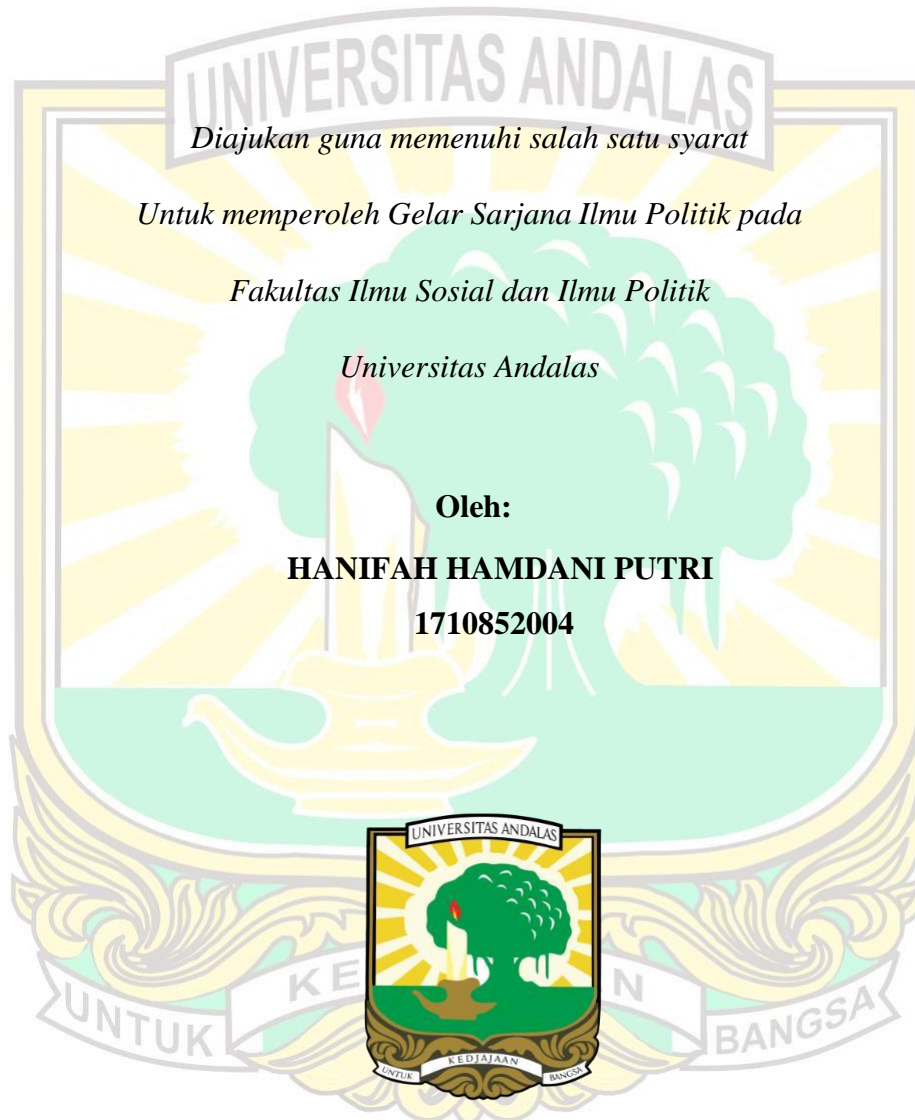 UNIVERSITAS ANDALAS
Diajukan guna memenuhi salah satu syarat
Untuk memperoleh Gelar Sarjana Ilmu Politik pada
Fakultas Ilmu Sosial dan Ilmu Politik
Universitas Andalas
Oleh:
HANIFAH HAMDANI PUTRI
1710852004
UNIVERSITAS ANDALAS
KE N
UNTUK BANGSA
KEDJAJAAN
UNTUK BANGSA